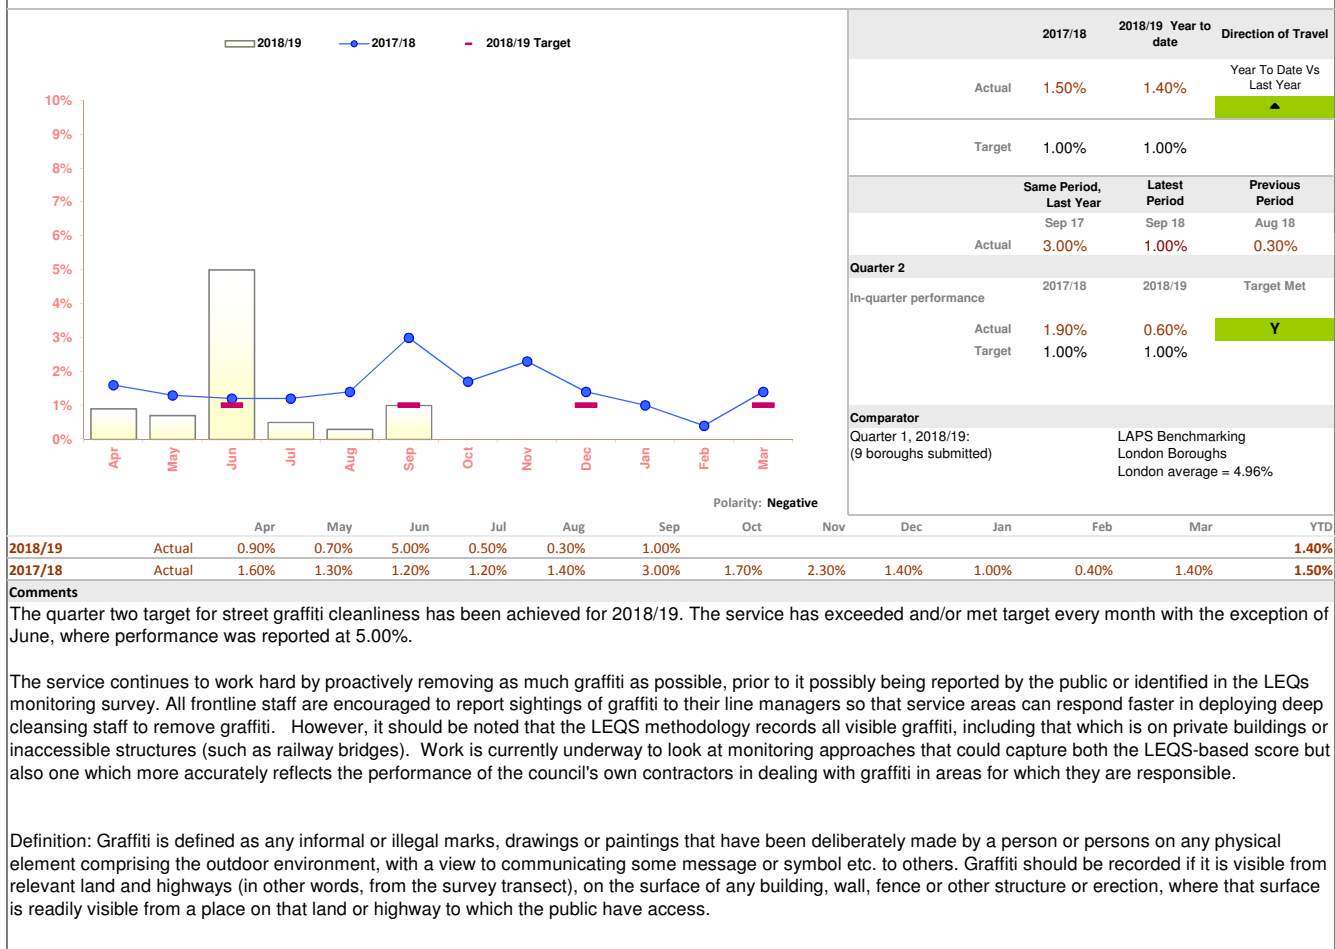 2018/19 2017/18 2018/19 Target
10%
9%
8%
7%
6%
5%
4%
3%
2%
1%
0%
Apr May Jun Jul Aug Sep Oct Nov Dec Jan Feb Mar
Polarity: Negative
2017/18 2018/19 Year to date Direction of Travel
Year To Date Vs
Last Year
Actual 1.50% 1.40%
Target 1.00% 1.00%
Same Period, Last Year Latest Period Previous Period
Sep 17 Sep 18 Aug 18
Actual 3.00% 1.00% 0.30%
Quarter 2
In-quarter performance 2017/18 2018/19 Target Met
Actual 1.90% 0.60% Y
Target 1.00% 1.00%
Comparator
Quarter 1, 2018/19: LAPS Benchmarking
(9 boroughs submitted) London Boroughs
London average = 4.96%
Apr May Jun Jul Aug Sep Oct Nov Dec Jan Feb Mar YTD
2018/19 Actual 0.90% 0.70% 5.00% 0.50% 0.30% 1.00% 1.40%
2017/18 Actual 1.60% 1.30% 1.20% 1.20% 1.40% 3.00% 1.70% 2.30% 1.40% 1.00% 0.40% 1.40% 1.50%
Comments
The quarter two target for street graffiti cleanliness has been achieved for 2018/19. The service has exceeded and/or met target every month with the exception of
June, where performance was reported at 5.00%.
The service continues to work hard by proactively removing as much graffiti as possible, prior to it possibly being reported by the public or identified in the LEQs
monitoring survey. All frontline staff are encouraged to report sightings of graffiti to their line managers so that service areas can respond faster in deploying deep
cleansing staff to remove graffiti. However, it should be noted that the LEQS methodology records all visible graffiti, including that which is on private buildings or
inaccessible structures (such as railway bridges). Work is currently underway to look at monitoring approaches that could capture both the LEQS-based score but
also one which more accurately reflects the performance of the council's own contractors in dealing with graffiti in areas for which they are responsible.
Definition: Graffiti is defined as any informal or illegal marks, drawings or paintings that have been deliberately made by a person or persons on any physical
element comprising the outdoor environment, with a view to communicating some message or symbol etc. to others. Graffiti should be recorded if it is visible from
relevant land and highways (in other words, from the survey transect), on the surface of any building, wall, fence or other structure or erection, where that surface
is readily visible from a place on that land or highway to which the public have access.